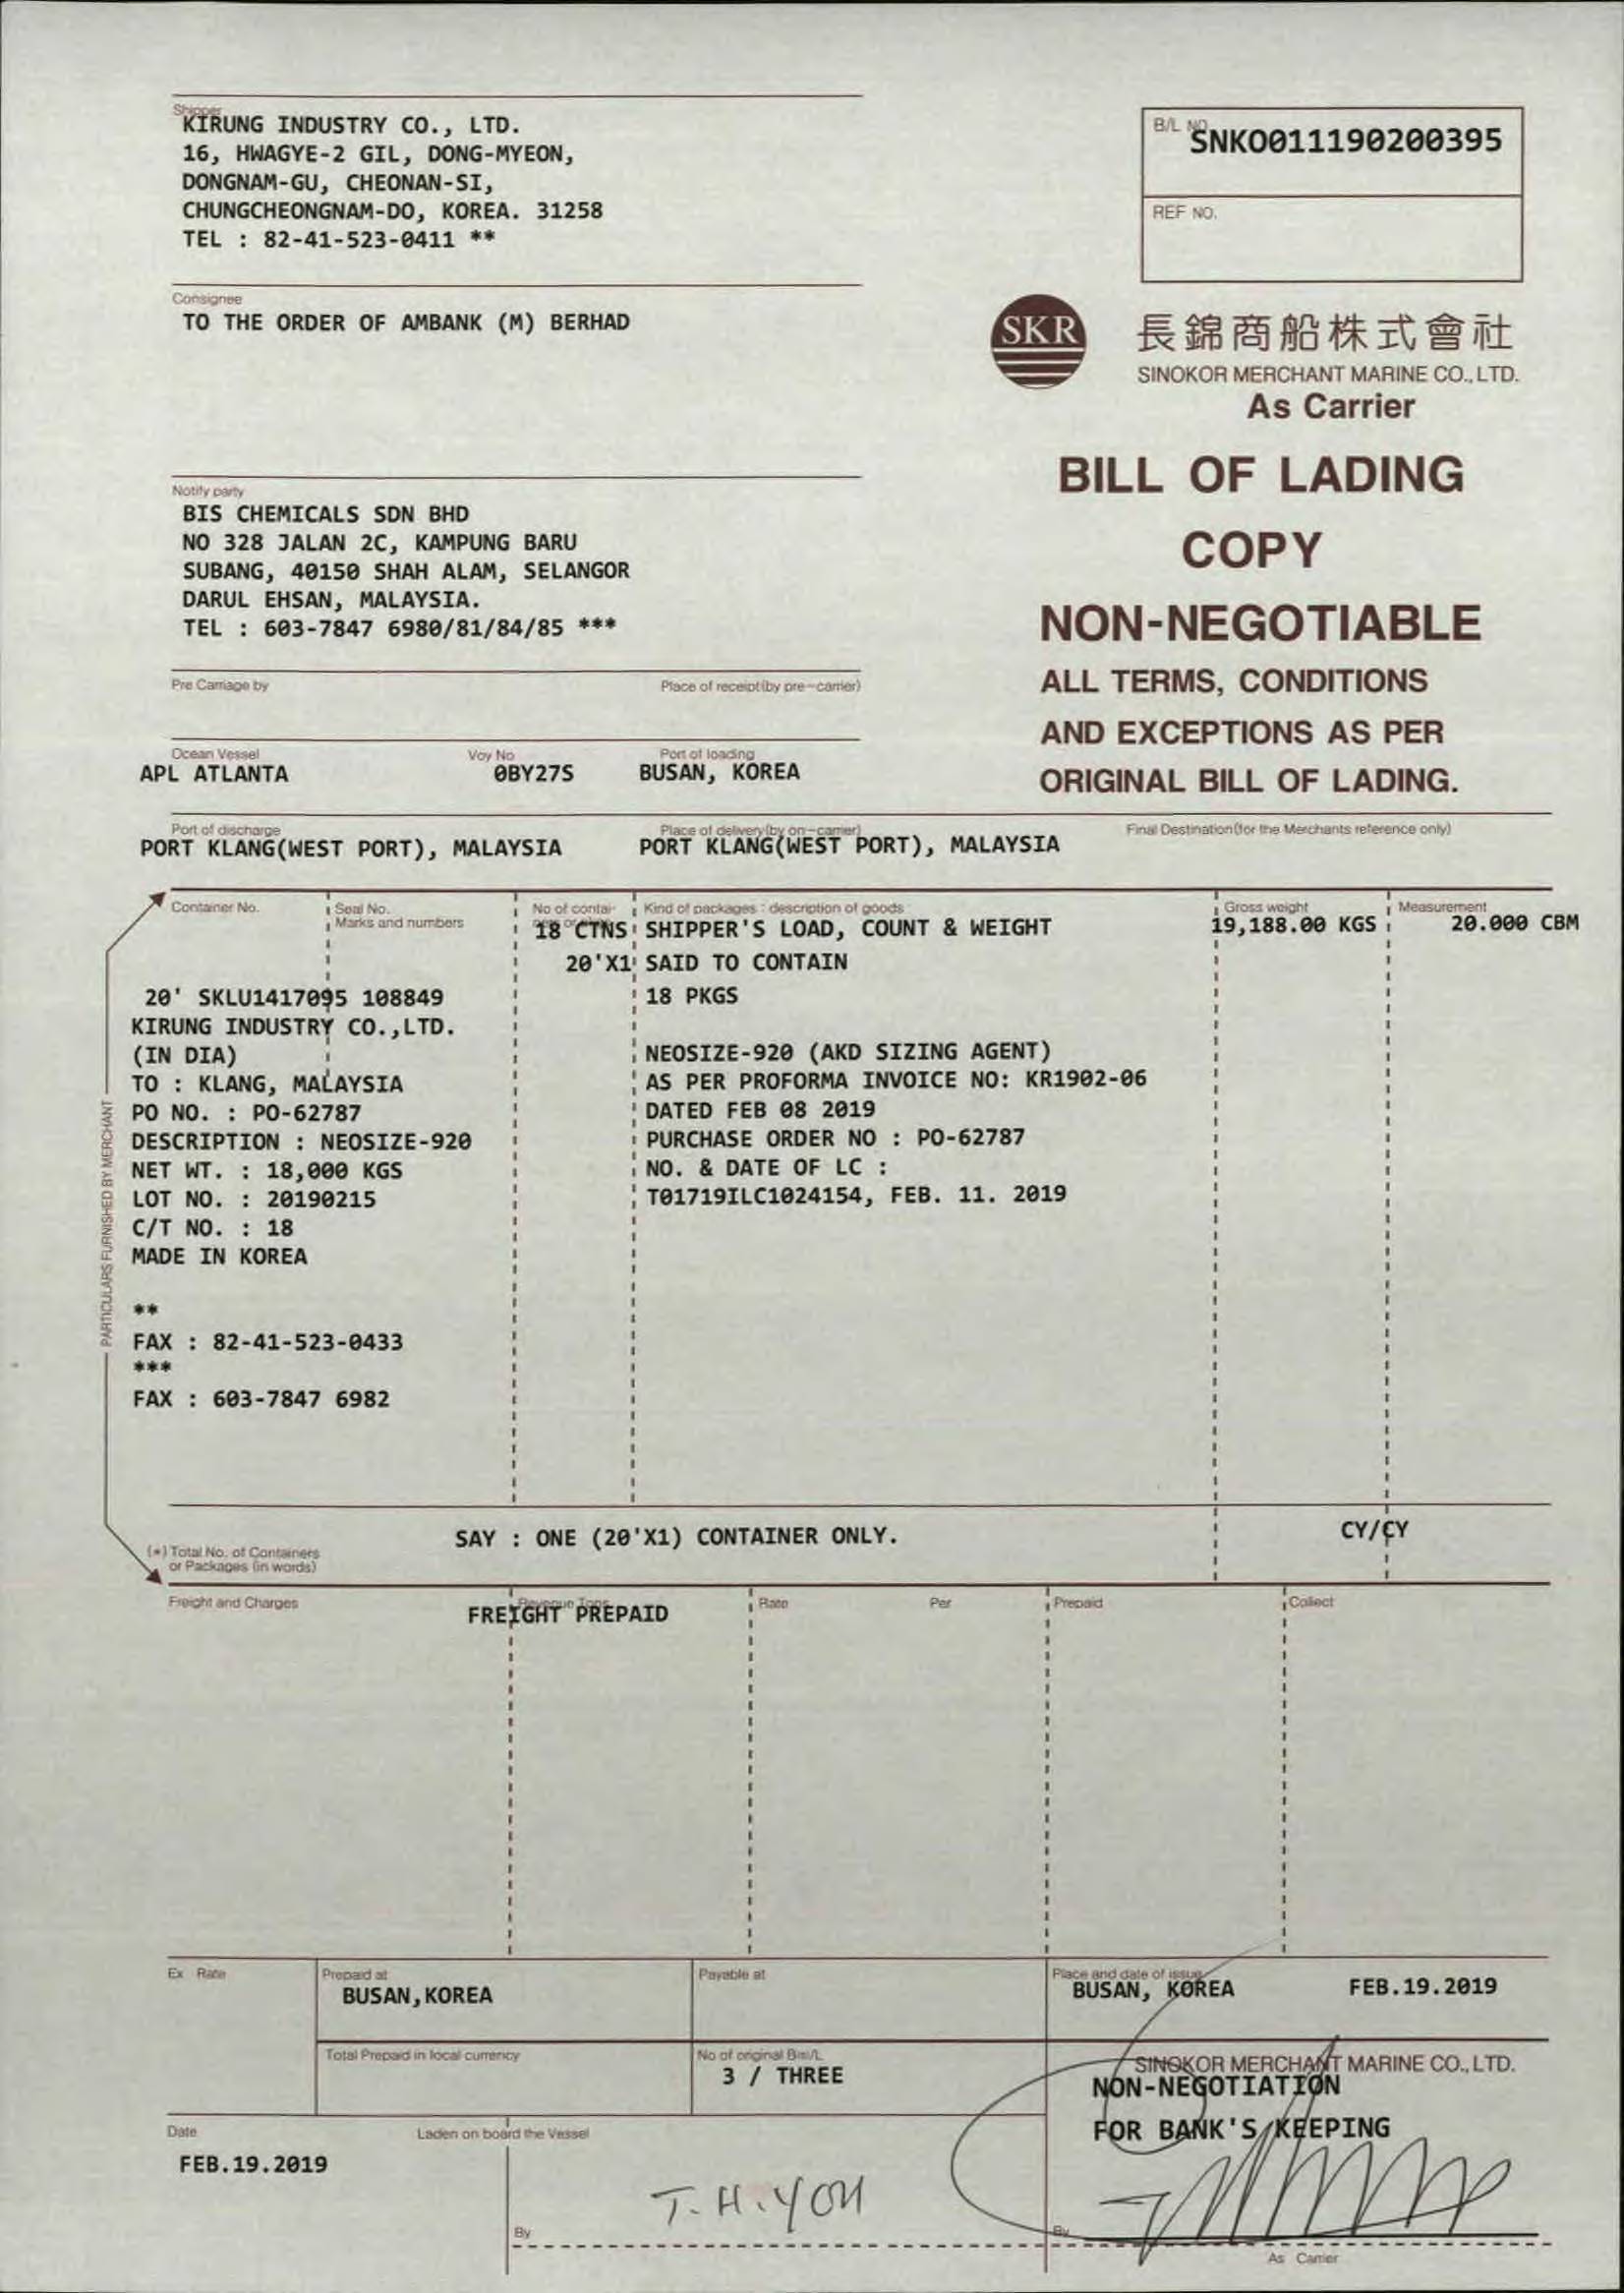 Shipper
KIRUNG INDUSTRY CO., LTD.
16, HWAGYE-2 GIL, DONG-MYEON,
DONGNAM-GU, CHEONAN-SI,
CHUNGCHEONGNAM-DO, KOREA. 31258
TEL : 82-41-523-0411 **
B/L NO.
SNKO011190200395
REF NO.
Consignee
TO THE ORDER OF AMBANK (M) BERHAD
SKR
長錦商船株式會社
SINOKOR MERCHANT MARINE CO., LTD.
As Carrier
BILL OF LADING
COPY
NON-NEGOTIABLE
ALL TERMS, CONDITIONS
AND EXCEPTIONS AS PER
ORIGINAL BILL OF LADING.
Notify party
BIS CHEMICALS SDN BHD
NO 328 JALAN 2C, KAMPUNG BARU
SUBANG, 40150 SHAH ALAM, SELANGOR
DARUL EHSAN, MALAYSIA.
TEL : 603-7847 6980/81/84/85 ***
Pre Carriage by Place of receipt(by pre-carrier)
Ocean Vessel Voy No Port of loading
APL ATLANTA 0BY27S BUSAN, KOREA
Port of discharge Place of delivery(by on-carrier) Final Destination(for the Merchants reference only)
PORT KLANG(WEST PORT), MALAYSIA PORT KLANG(WEST PORT), MALAYSIA
Container No. Seal No. No of contai- Kind of packages : description of goods Gross weight Measurement
Marks and numbers
18 CTNS SHIPPER'S LOAD, COUNT & WEIGHT 19,188.00 KGS 20.000 CBM
20'X1 SAID TO CONTAIN
20' SKLU1417095 108849 18 PKGS
KIRUNG INDUSTRY CO.,LTD.
(IN DIA) NEOSIZE-920 (AKD SIZING AGENT)
TO : KLANG, MALAYSIA AS PER PROFORMA INVOICE NO: KR1902-06
PO NO. : PO-62787 DATED FEB 08 2019
DESCRIPTION : NEOSIZE-920 PURCHASE ORDER NO : PO-62787
NET WT. : 18,000 KGS NO. & DATE OF LC :
LOT NO. : 20190215 T01719ILC1024154, FEB. 11. 2019
C/T NO. : 18
MADE IN KOREA
**
FAX : 82-41-523-0433
***
FAX : 603-7847 6982
PARTICULARS FURNISHED BY MERCHANT
SAY : ONE (20'X1) CONTAINER ONLY. CY/CY
(*) Total No. of Containers
or Packages (in words)
Freight and Charges Revenue Tons Rate Per Prepaid Collect
FREIGHT PREPAID
Ex Rate Prepaid at Payable at Place and date of issue
BUSAN,KOREA BUSAN, KOREA FEB.19.2019
Total Prepaid in local currency No of original B(s)/L
3 / THREE
SINOKOR MERCHANT MARINE CO., LTD.
NON-NEGOTIATION
FOR BANK'S KEEPING
Date Laden on board the Vessel
FEB.19.2019
T.H.YOU
By By
As Carrier